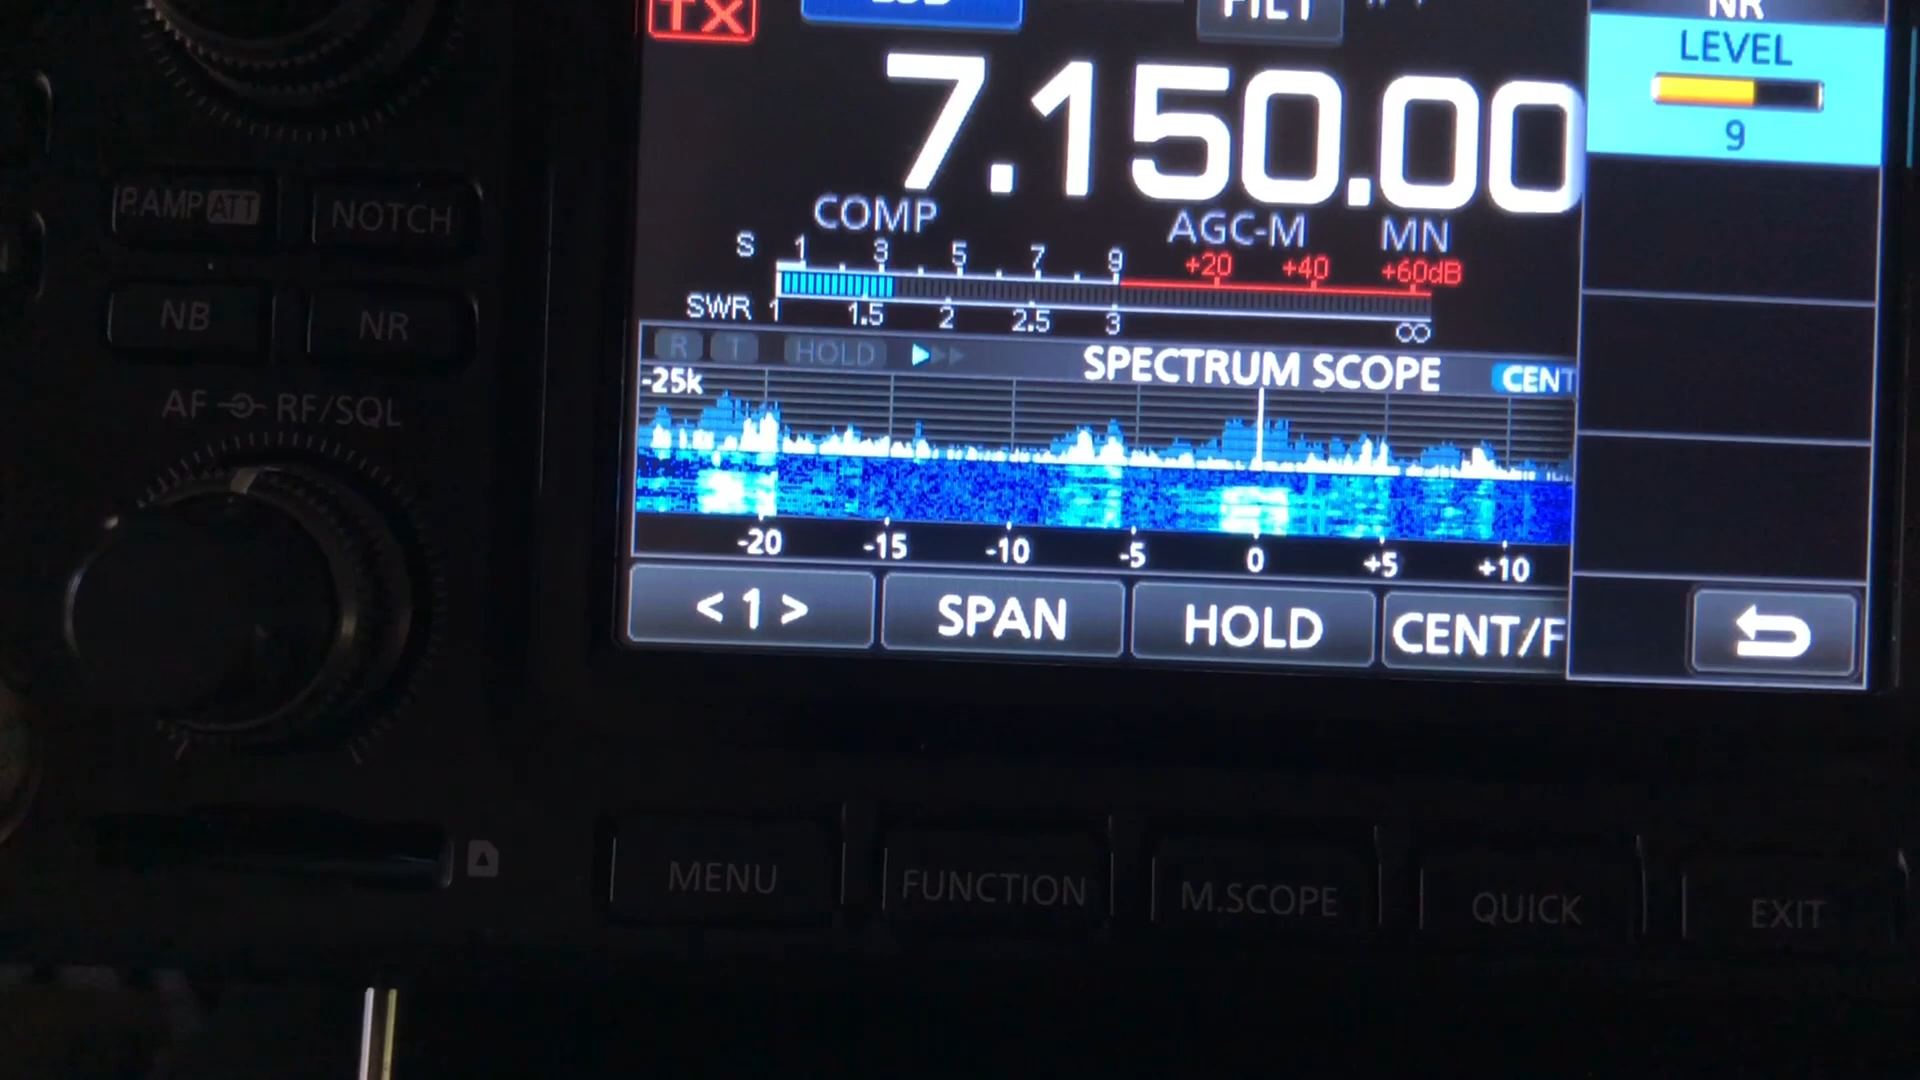 TX
FILT
NR
LEVEL
9
7.150.00
P.AMP ATT
NOTCH
COMP
AGC-M
MN
S 1 3 5 7 9 +20 +40 +60dB
SWR 1 1.5 2 2.5 3 ∞
NB
NR
R T HOLD
SPECTRUM SCOPE
CENT
-25k
AF RF/SQL
-20 -15 -10 -5 0 +5 +10
< 1 >
SPAN
HOLD
CENT/F
MENU
FUNCTION
M.SCOPE
QUICK
EXIT